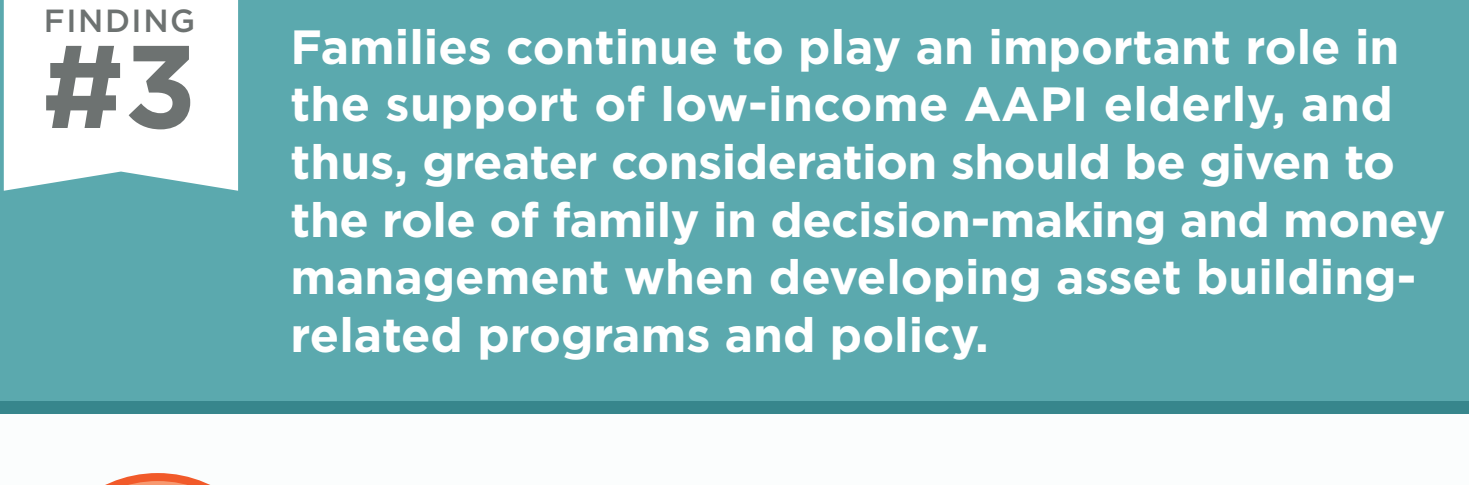 FINDING
#3
Families continue to play an important role in
the support of low-income AAPI elderly, and
thus, greater consideration should be given to
the role of family in decision-making and money
management when developing asset building-
related programs and policy.